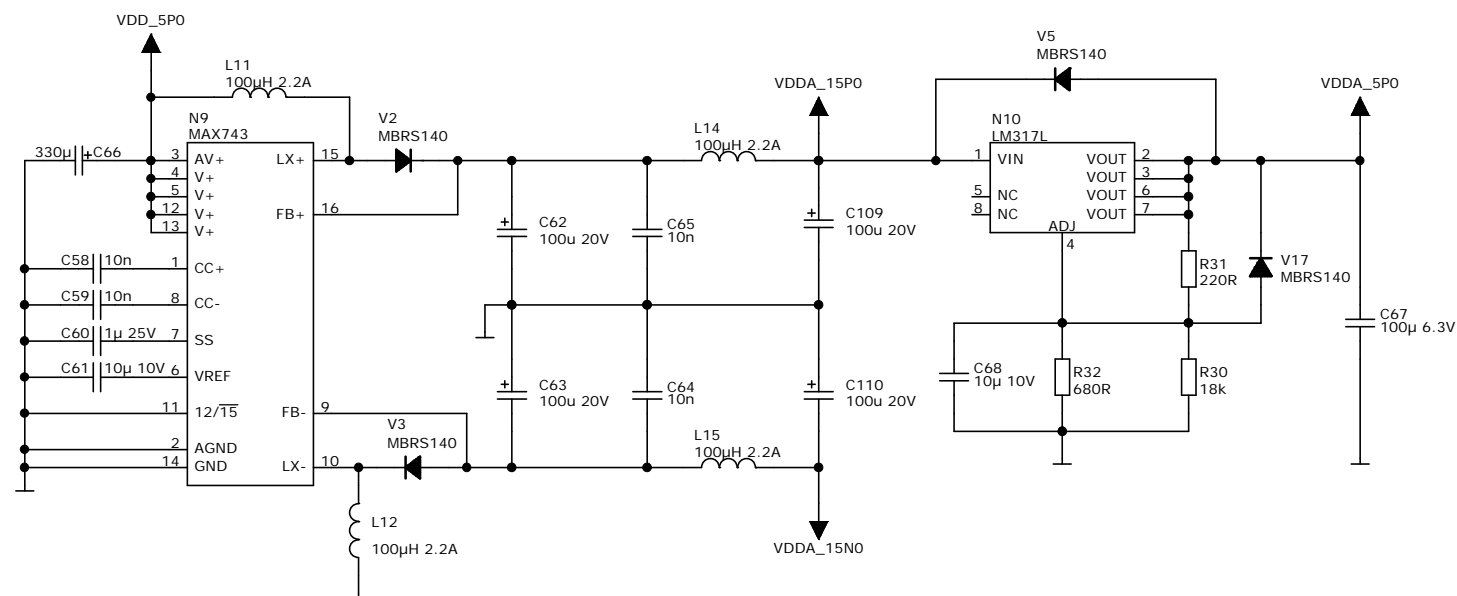 VDD_5P0
L11
100µH 2.2A
N9
MAX743
330µ
+
C66
3
AV+
4
V+
5
V+
12
V+
13
V+
LX+
15
FB+
16
C58
10n
1
CC+
C59
10n
8
CC-
C60
1µ 25V
7
SS
C61
10µ 10V
6
VREF
11
12/15
2
AGND
14
GND
FB-
9
LX-
10
V2
MBRS140
V3
MBRS140
L12
100µH 2.2A
+
C62
100u 20V
C65
10n
+
C63
100u 20V
C64
10n
L14
100µH 2.2A
L15
100µH 2.2A
VDDA_15P0
+
C109
100u 20V
+
C110
100u 20V
VDDA_15N0
V5
MBRS140
N10
LM317L
1
VIN
5
NC
8
NC
VOUT
2
VOUT
3
VOUT
6
VOUT
7
ADJ
4
R31
220R
V17
MBRS140
C68
10µ 10V
R32
680R
R30
18k
VDDA_5P0
C67
100µ 6.3V